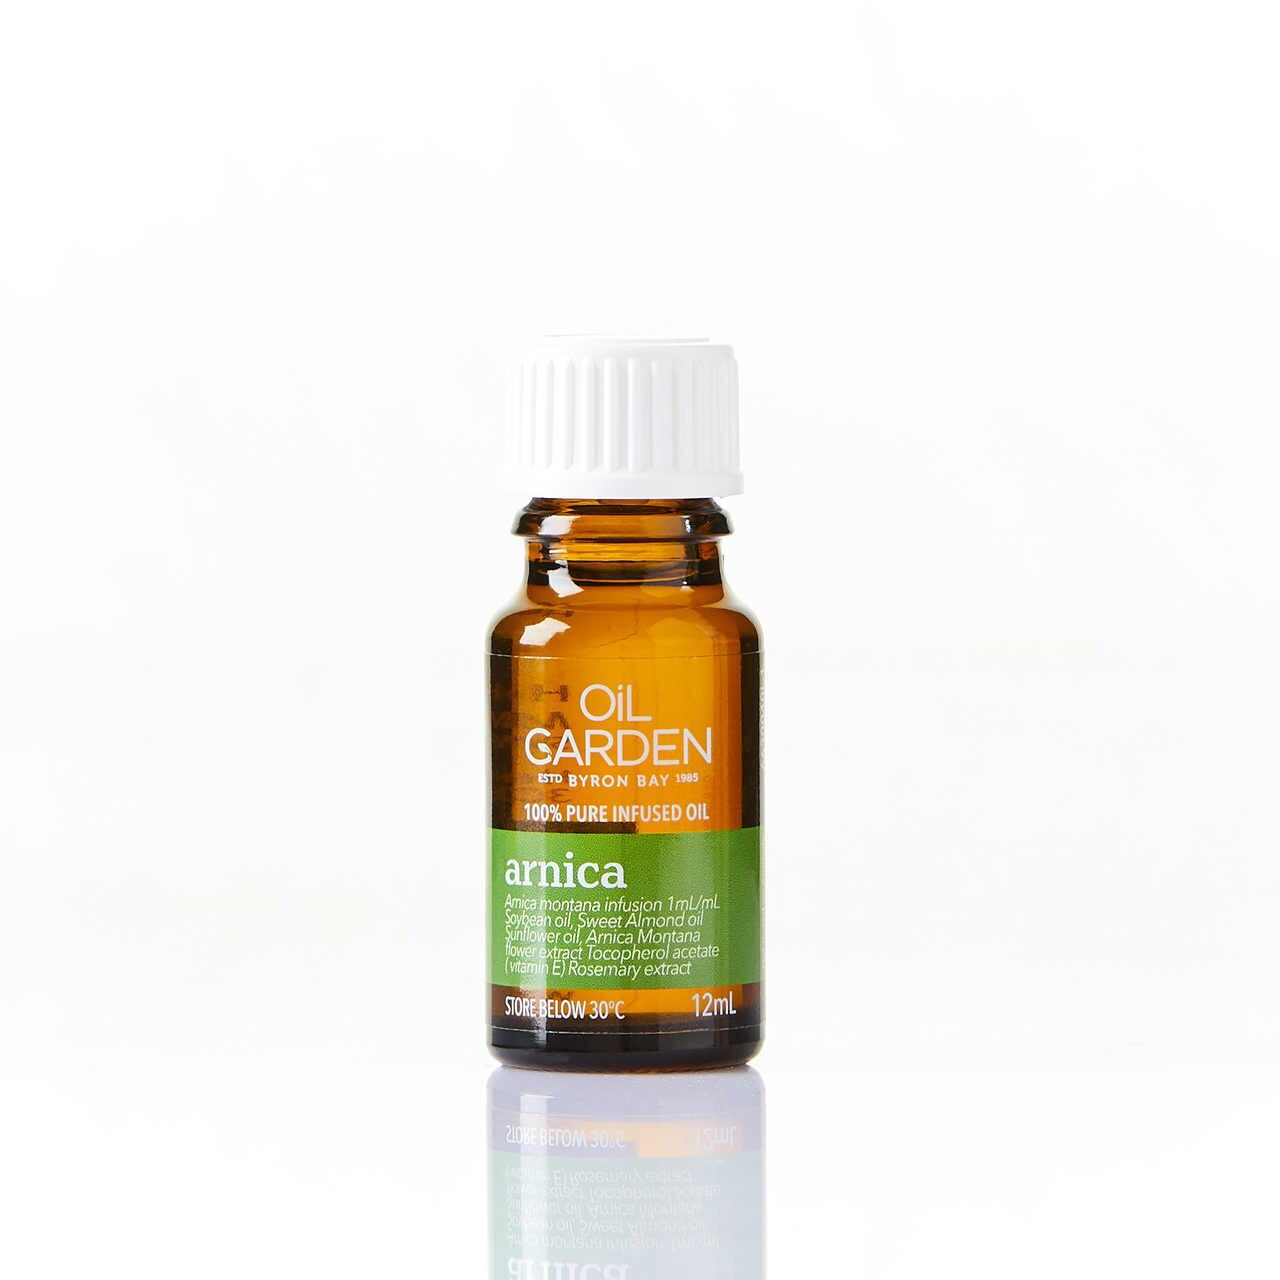 OiL
GARDEN
ESTD BYRON BAY 1985
100% PURE INFUSED OIL
arnica
Arnica montana infusion 1mL/mL
Soybean oil, Sweet Almond oil
Sunflower oil, Arnica Montana
flower extract Tocopherol acetate
(vitamin E) Rosemary extract
STORE BELOW 30°C 12mL